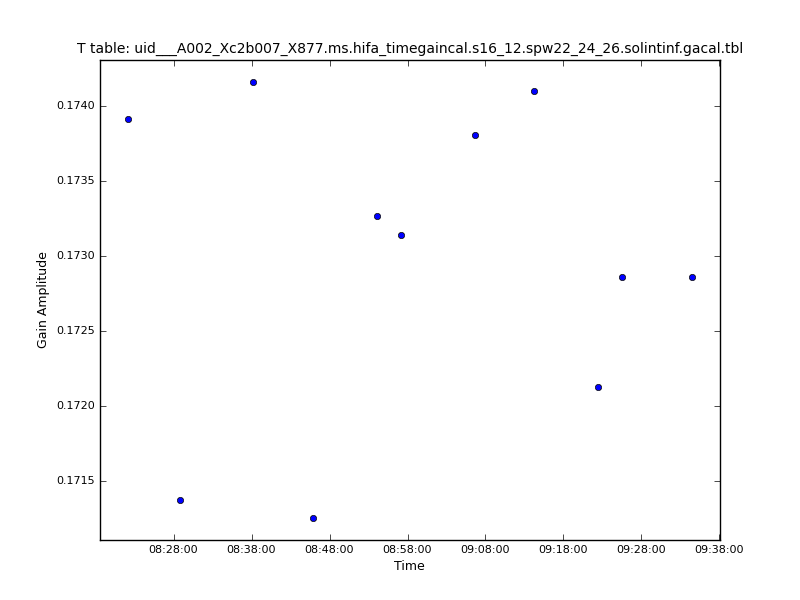 T table: uid___A002_Xc2b007_X877.ms.hifa_timegaincal.s16_12.spw22_24_26.solintinf.gacal.tbl
0.1740
0.1735
0.1730
0.1725
0.1720
0.1715
Gain Amplitude
08:28:00 08:38:00 08:48:00 08:58:00 09:08:00 09:18:00 09:28:00 09:38:00
Time